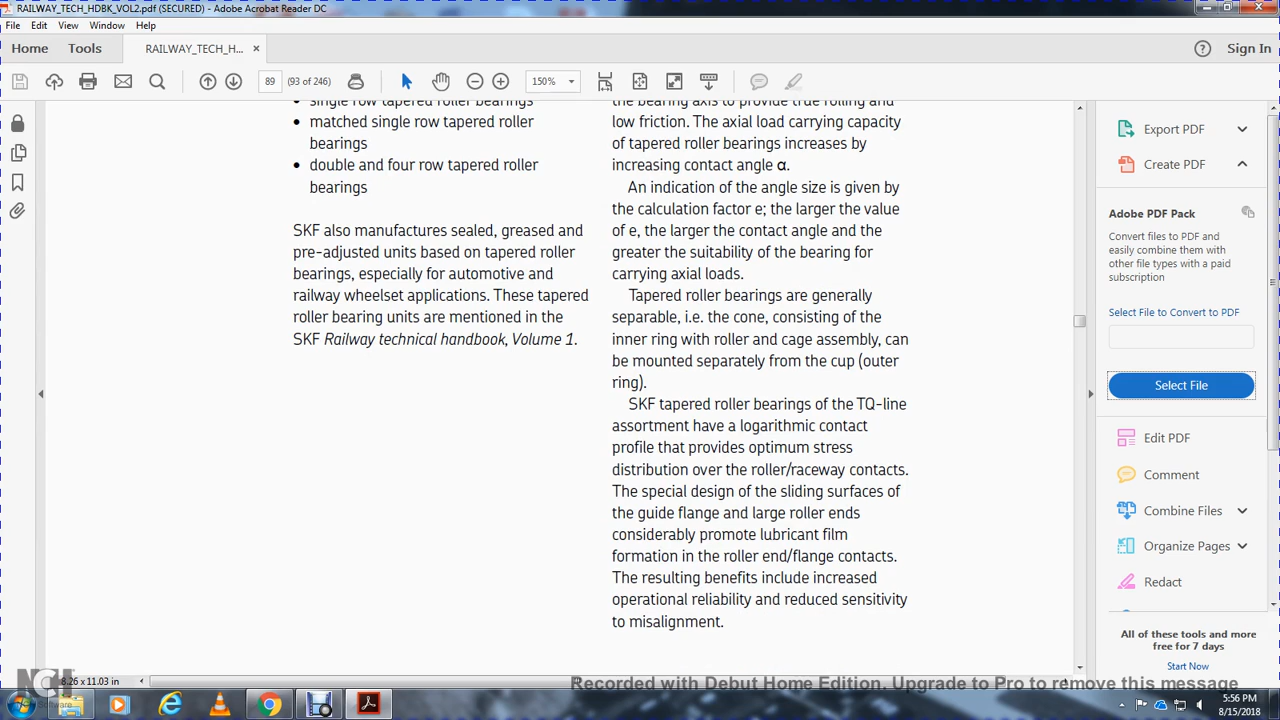 RAILWAY_TECH_HDBK_VOL2.pdf (SECURED) - Adobe Acrobat Reader DC
File Edit View Window Help
Home Tools RAILWAY_TECH_H... × Sign In
89 (93 of 246) 150%
single row tapered roller bearings
• matched single row tapered roller
bearings
• double and four row tapered roller
bearings
SKF also manufactures sealed, greased and
pre-adjusted units based on tapered roller
bearings, especially for automotive and
railway wheelset applications. These tapered
roller bearing units are mentioned in the
SKF Railway technical handbook, Volume 1.
the bearing axis to provide true rolling and
low friction. The axial load carrying capacity
of tapered roller bearings increases by
increasing contact angle α.
An indication of the angle size is given by
the calculation factor e; the larger the value
of e, the larger the contact angle and the
greater the suitability of the bearing for
carrying axial loads.
Tapered roller bearings are generally
separable, i.e. the cone, consisting of the
inner ring with roller and cage assembly, can
be mounted separately from the cup (outer
ring).
SKF tapered roller bearings of the TQ-line
assortment have a logarithmic contact
profile that provides optimum stress
distribution over the roller/raceway contacts.
The special design of the sliding surfaces of
the guide flange and large roller ends
considerably promote lubricant film
formation in the roller end/flange contacts.
The resulting benefits include increased
operational reliability and reduced sensitivity
to misalignment.
Export PDF
Create PDF
Adobe PDF Pack
Convert files to PDF and
easily combine them with
other file types with a paid
subscription
Select File to Convert to PDF
Select File
Edit PDF
Comment
Combine Files
Organize Pages
Redact
All of these tools and more
free for 7 days
Start Now
8.26 x 11.03 in
NCH
Software
Recorded with Debut Home Edition. Upgrade to Pro to remove this message
5:56 PM
8/15/2018